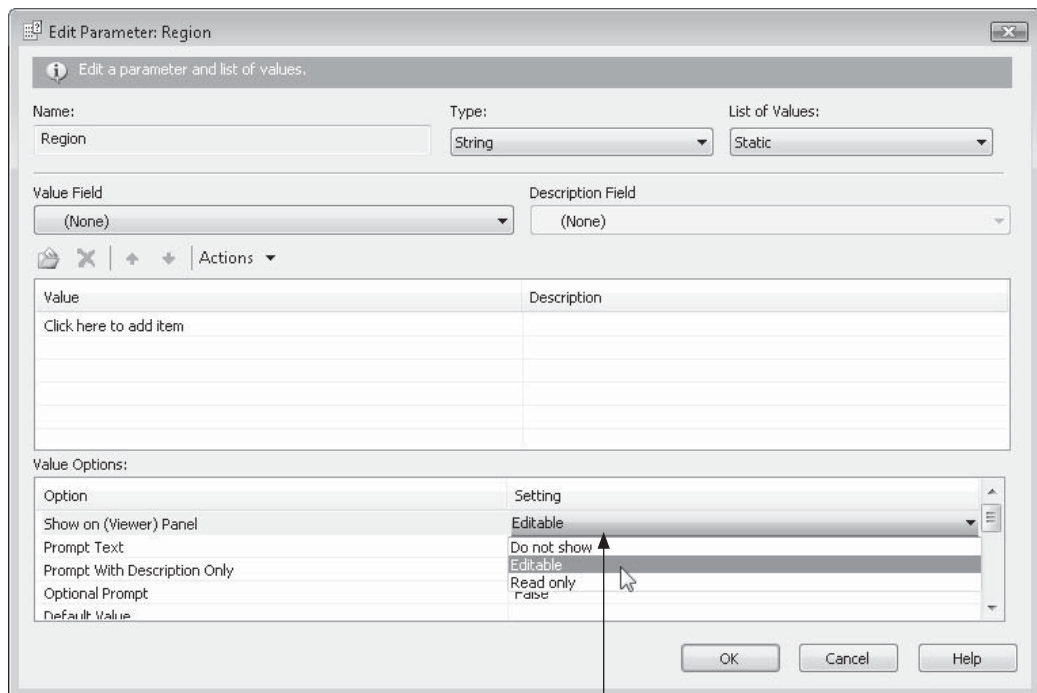 Edit Parameter: Region
Edit a parameter and list of values.
Name:
Type:
List of Values:
Region
String
Static
Value Field
Description Field
(None)
(None)
Actions
Value
Description
Click here to add item
Value Options:
Option
Setting
Show on (Viewer) Panel
Editable
Prompt Text
Do not show
Prompt With Description Only
Editable
Read only
Optional Prompt
False
Default Value
OK
Cancel
Help